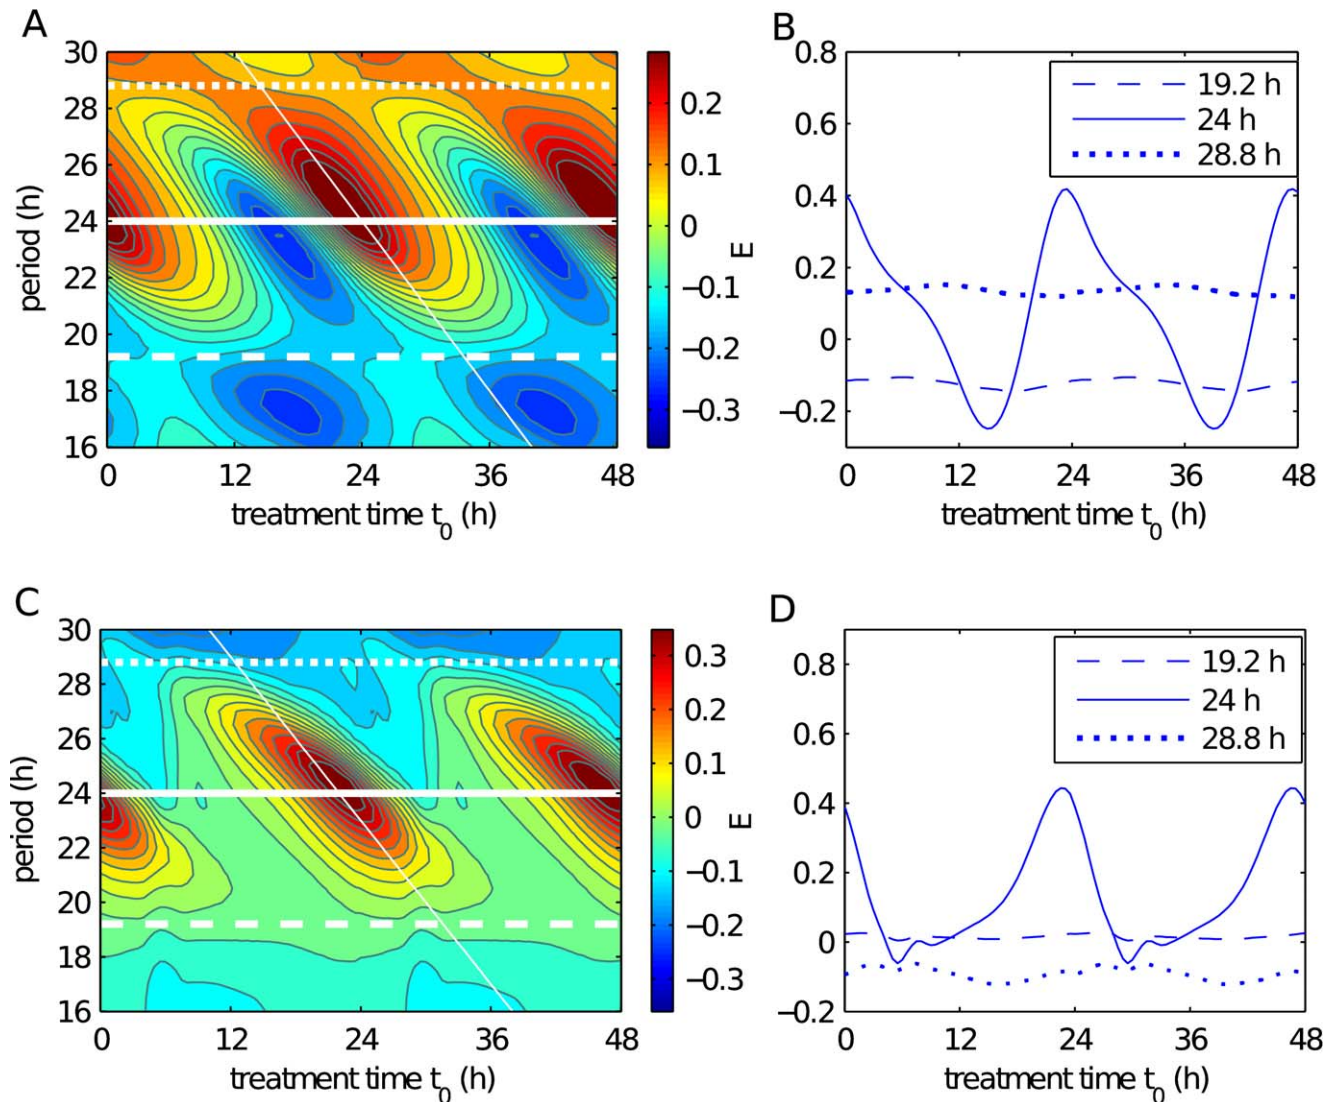 A
30
28
26
24
22
20
18
16
period (h)
0 12 24 36 48
treatment time t0 (h)
0.2
0.1
0
−0.1
−0.2
−0.3
E
B
0.8
0.6
0.4
0.2
0
−0.2
19.2 h
24 h
28.8 h
0 12 24 36 48
treatment time t0 (h)
C
30
28
26
24
22
20
18
16
period (h)
0 12 24 36 48
treatment time t0 (h)
0.3
0.2
0.1
0
−0.1
−0.2
−0.3
E
D
0.8
0.6
0.4
0.2
0
−0.2
19.2 h
24 h
28.8 h
0 12 24 36 48
treatment time t0 (h)